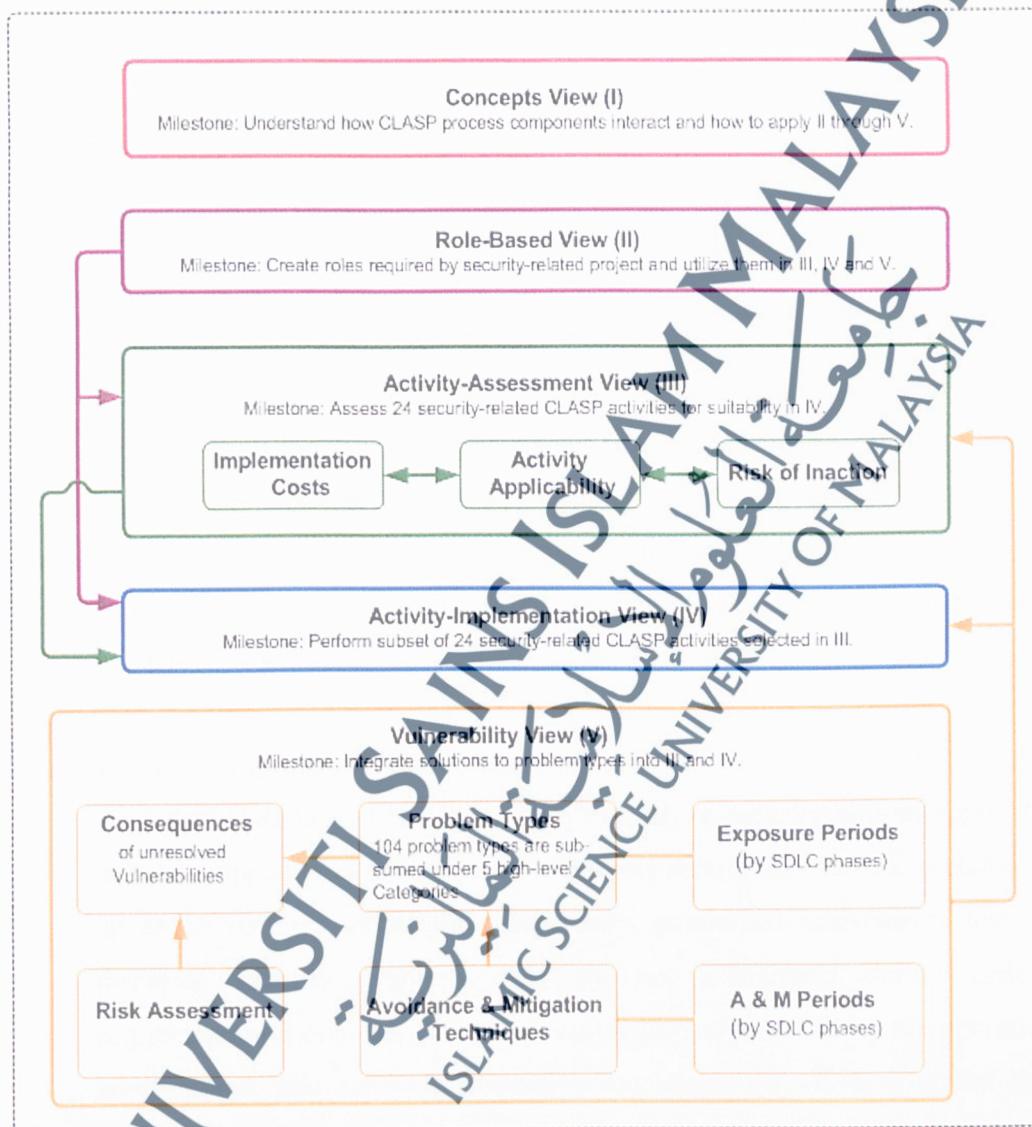 Concepts View (I)
Milestone: Understand how CLASP process components interact and how to apply II through V.
Role-Based View (II)
Milestone: Create roles required by security-related project and utilize them in III, IV and V.
Activity-Assessment View (III)
Milestone: Assess 24 security-related CLASP activities for suitability in IV.
Implementation
Costs
Activity
Applicability
Risk of Inaction
Activity-Implementation View (IV)
Milestone: Perform subset of 24 security-related CLASP activities selected in III.
Vulnerability View (V)
Milestone: Integrate solutions to problem types into III and IV.
Consequences
of unresolved
Vulnerabilities
Problem Types
104 problem types are sub-
sumed under 5 high-level
Categories
Exposure Periods
(by SDLC phases)
Risk Assessment
Avoidance & Mitigation
Techniques
A & M Periods
(by SDLC phases)
UNIVERSITI SAINS ISLAM MALAYSIA
جامعة العلوم الإسلامية الماليزية
ISLAMIC SCIENCE UNIVERSITY OF MALAYSIA